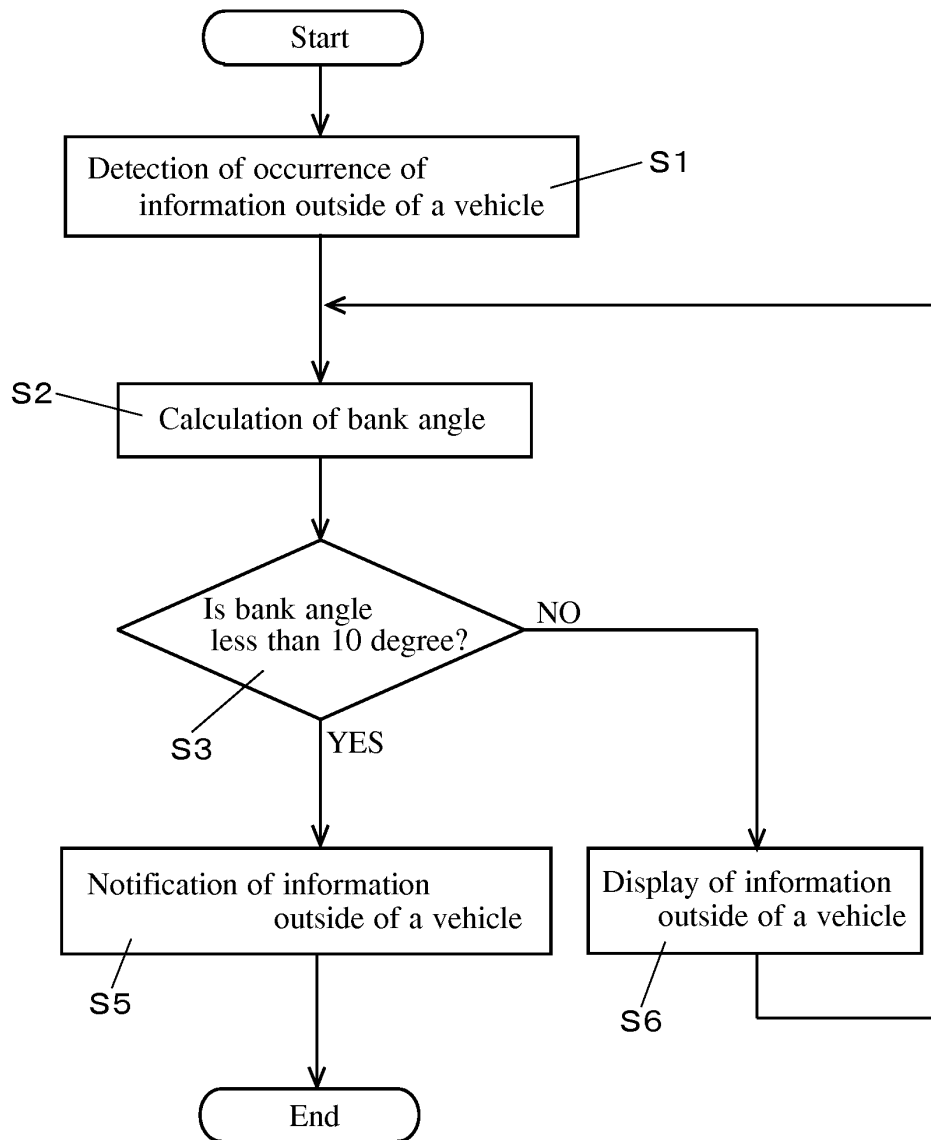 Start
Detection of occurrence of
information outside of a vehicle
S1
S2
Calculation of bank angle
Is bank angle
less than 10 degree?
NO
S3
YES
Notification of information
outside of a vehicle
Display of information
outside of a vehicle
S5
S6
End